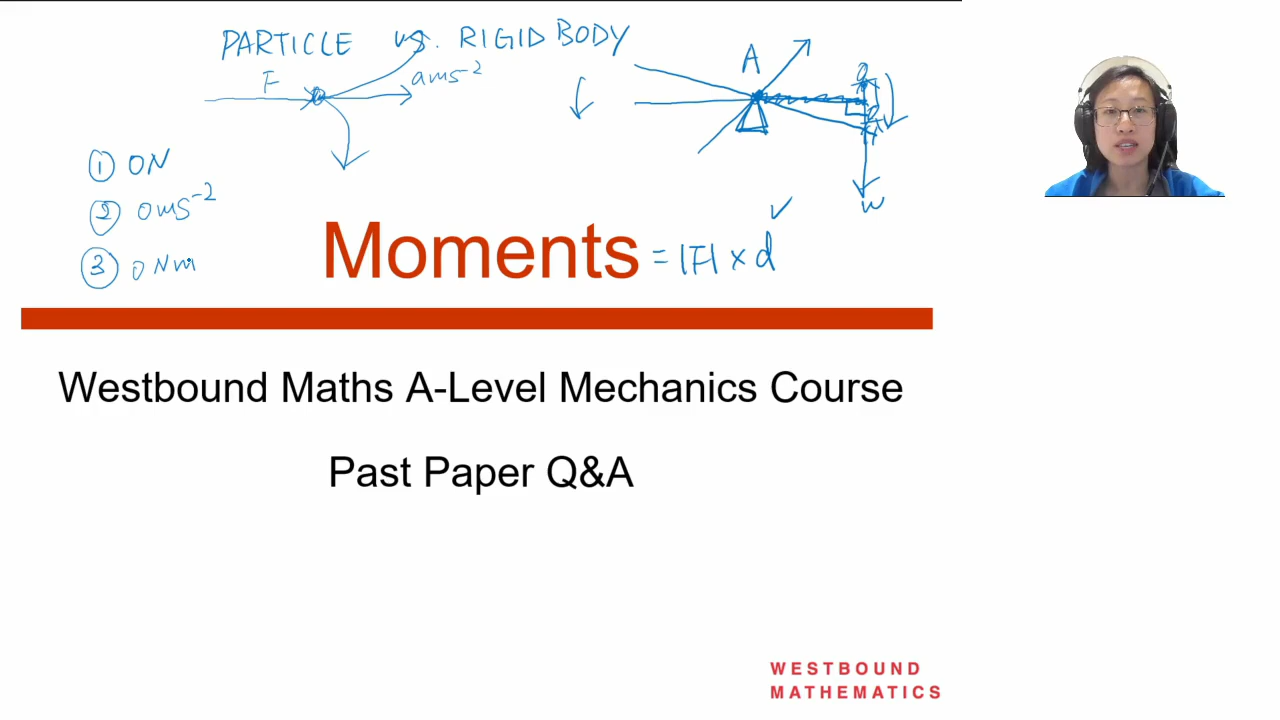 PARTICLE vs. RIGID BODY
F
a ms⁻²
A
W
① 0N
② 0ms⁻²
③ 0Nm
Moments = |F| × d ✓
Westbound Maths A-Level Mechanics Course
Past Paper Q&A
WESTBOUND
MATHEMATICS